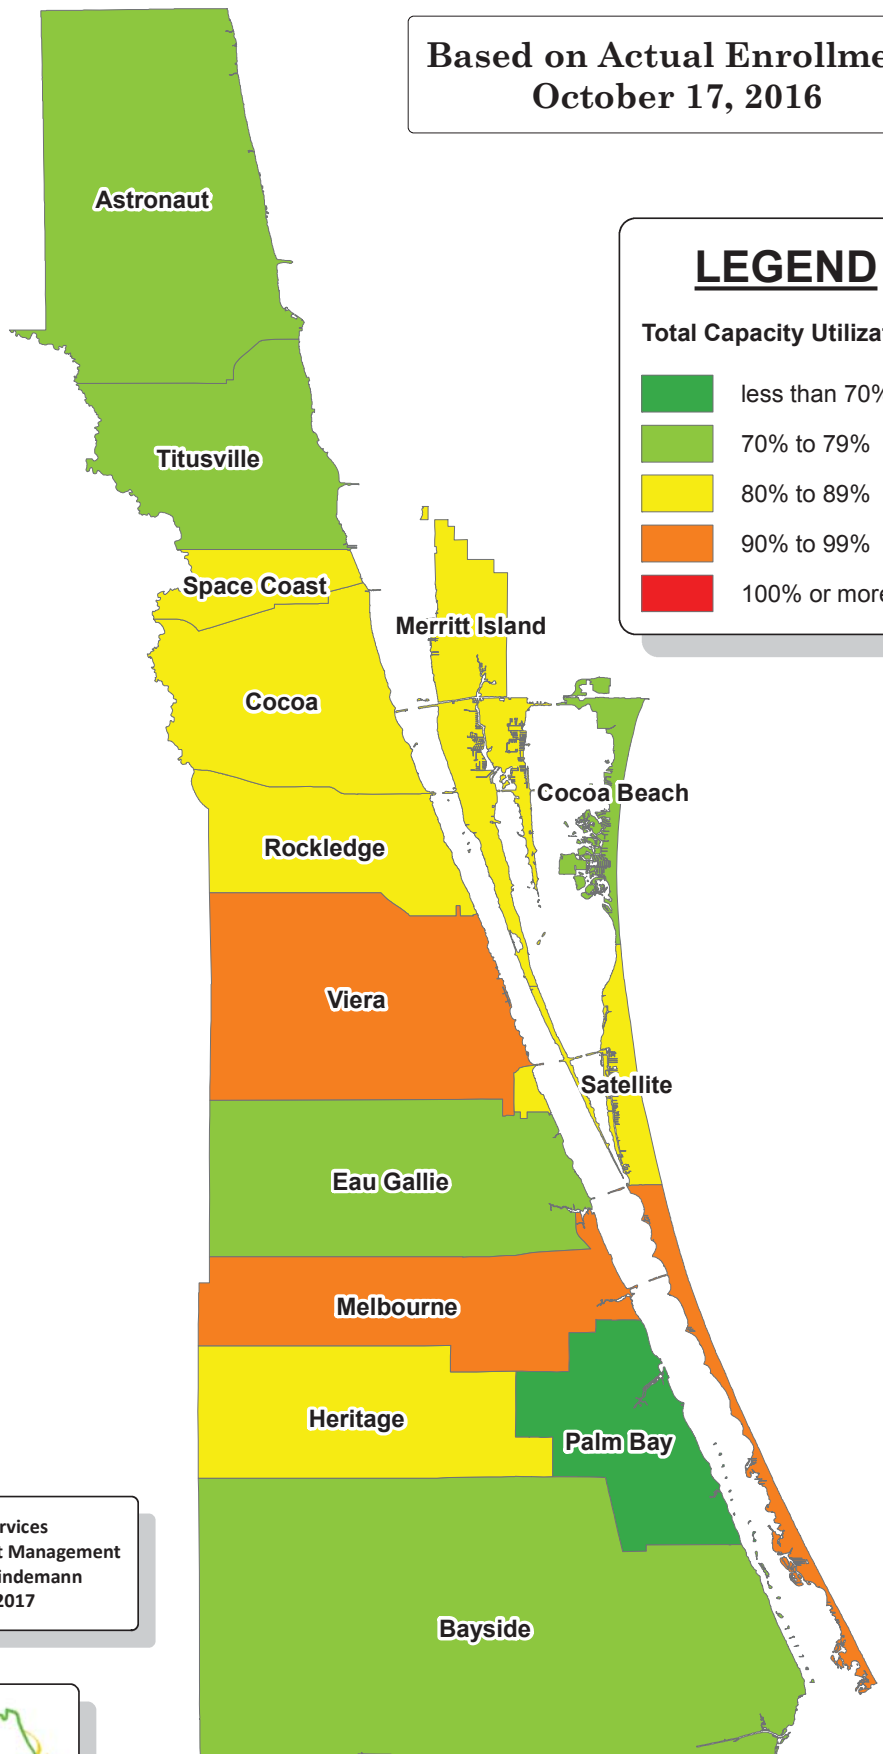 Based on Actual Enrollme
October 17, 2016
LEGEND
Total Capacity Utiliza
less than 70%
70% to 79%
80% to 89%
90% to 99%
100% or more
Astronaut
Titusville
Space Coast
Merritt Island
Cocoa
Cocoa Beach
Rockledge
Viera
Satellite
Eau Gallie
Melbourne
Heritage
Palm Bay
Bayside
rvices
t Management
indemann
2017